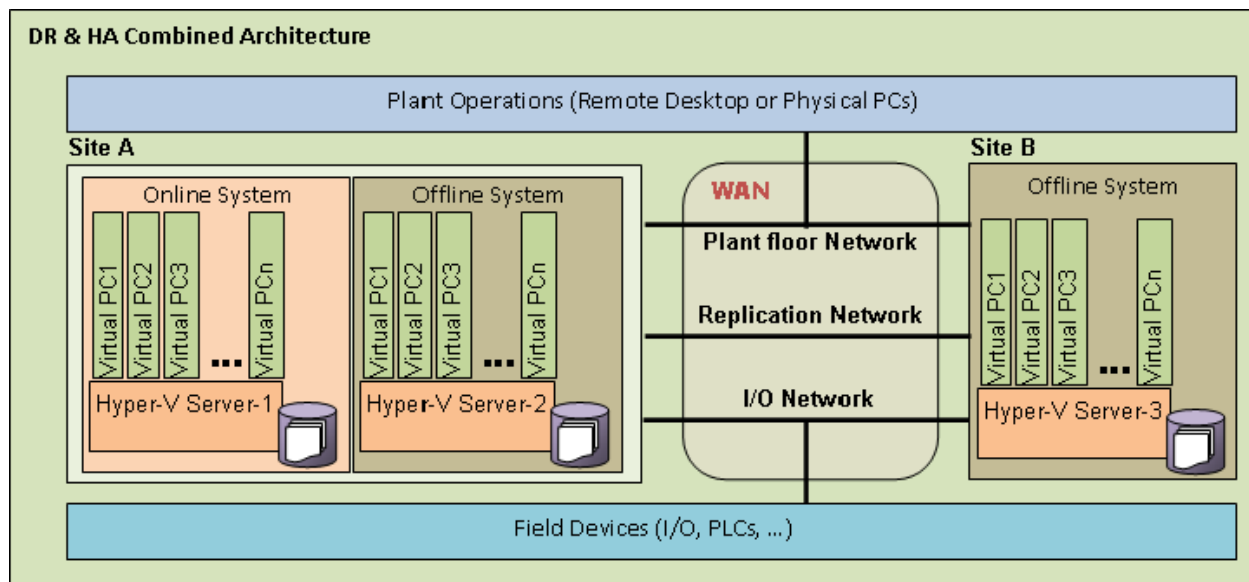 DR & HA Combined Architecture
Plant Operations (Remote Desktop or Physical PCs)
Site A
Online System
Virtual PC1
Virtual PC2
Virtual PC3
...
Virtual PCn
Hyper-V Server-1
Offline System
Virtual PC1
Virtual PC2
Virtual PC3
...
Virtual PCn
Hyper-V Server-2
WAN
Plant floor Network
Replication Network
I/O Network
Site B
Offline System
Virtual PC1
Virtual PC2
Virtual PC3
...
Virtual PCn
Hyper-V Server-3
Field Devices (I/O, PLCs, ...)